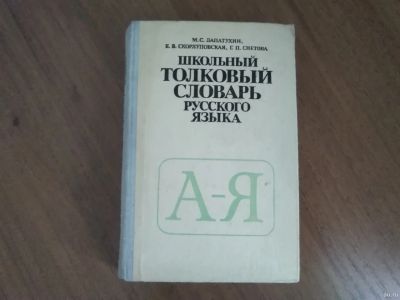 М. С. ЛАПАТУХИН,
Е. В. СКОРЛУПОВСКАЯ, Г. П. СНЕТОВА
ШКОЛЬНЫЙ
ТОЛКОВЫЙ
СЛОВАРЬ
РУССКОГО
ЯЗЫКА
А-Я